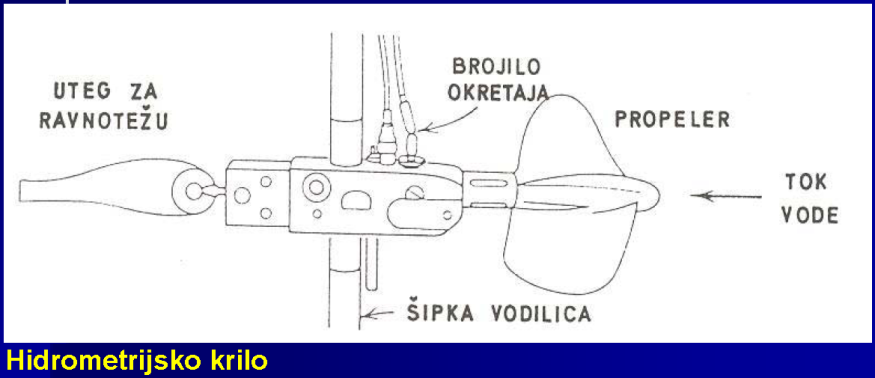 UTEG ZA
RAVNOTEŽU
BROJILO
OKRETAJA
PROPELER
TOK
VODE
ŠIPKA VODILICA
Hidrometrijsko krilo